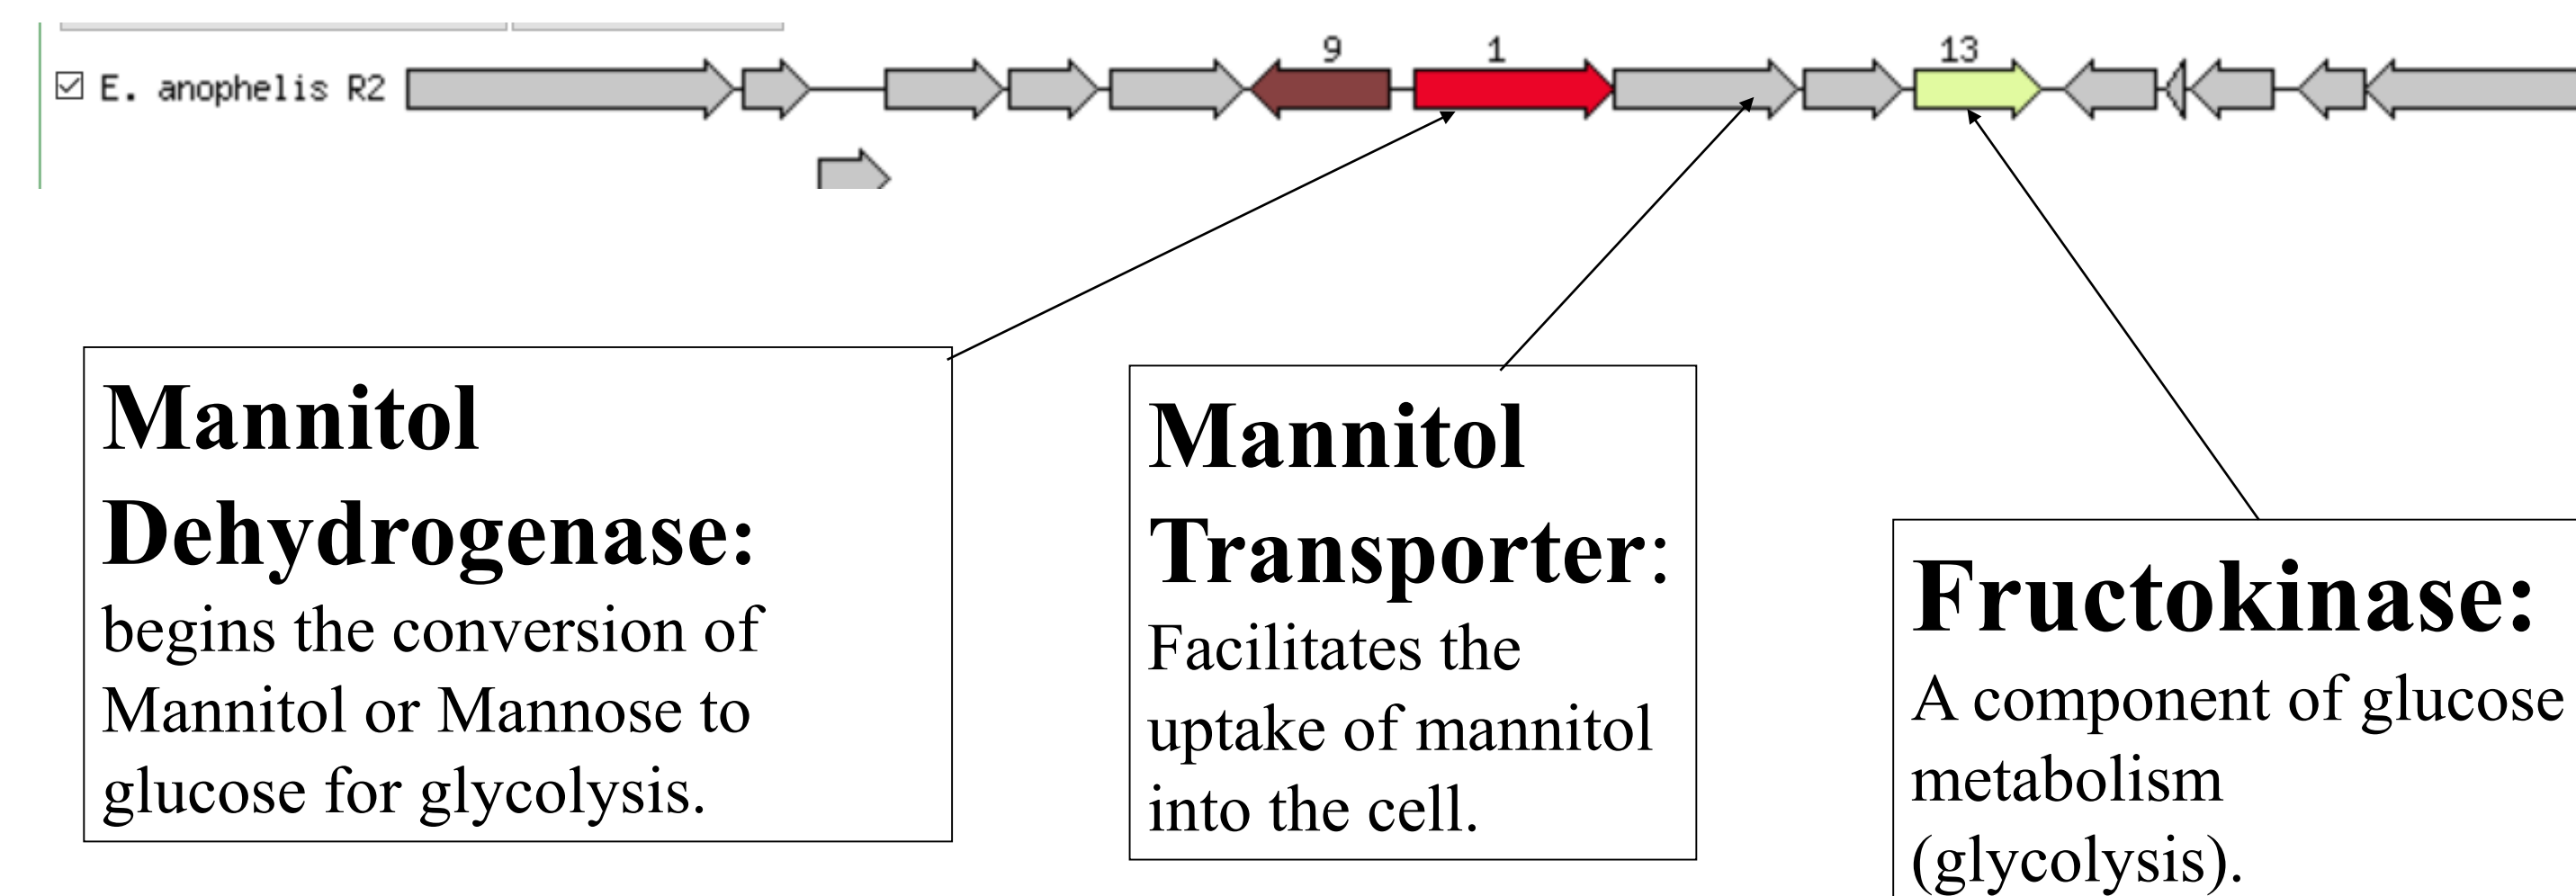 9 1 13
E. anophelis R2
Mannitol
Dehydrogenase:
begins the conversion of
Mannitol or Mannose to
glucose for glycolysis.
Mannitol
Transporter:
Facilitates the
uptake of mannitol
into the cell.
Fructokinase:
A component of glucose
metabolism
(glycolysis).